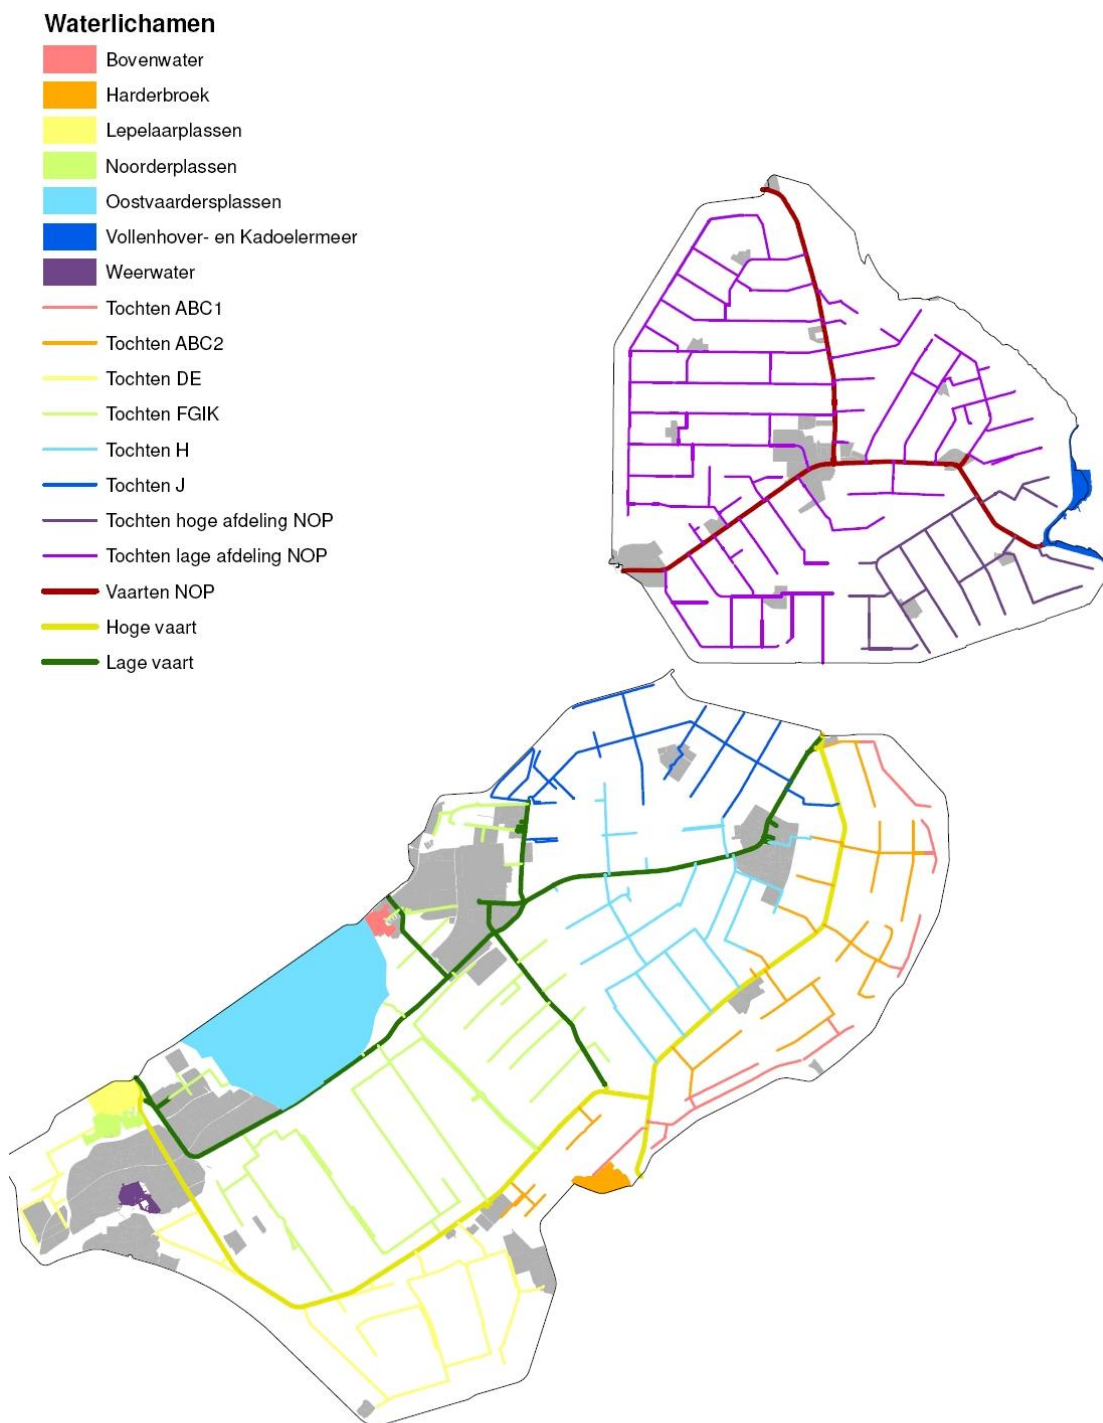 Waterlichamen
Bovenwater
Harderbroek
Lepelaarplassen
Noorderplassen
Oostvaardersplassen
Vollenhover- en Kadoelermeer
Weerwater
Tochten ABC1
Tochten ABC2
Tochten DE
Tochten FGIK
Tochten H
Tochten J
Tochten hoge afdeling NOP
Tochten lage afdeling NOP
Vaarten NOP
Hoge vaart
Lage vaart